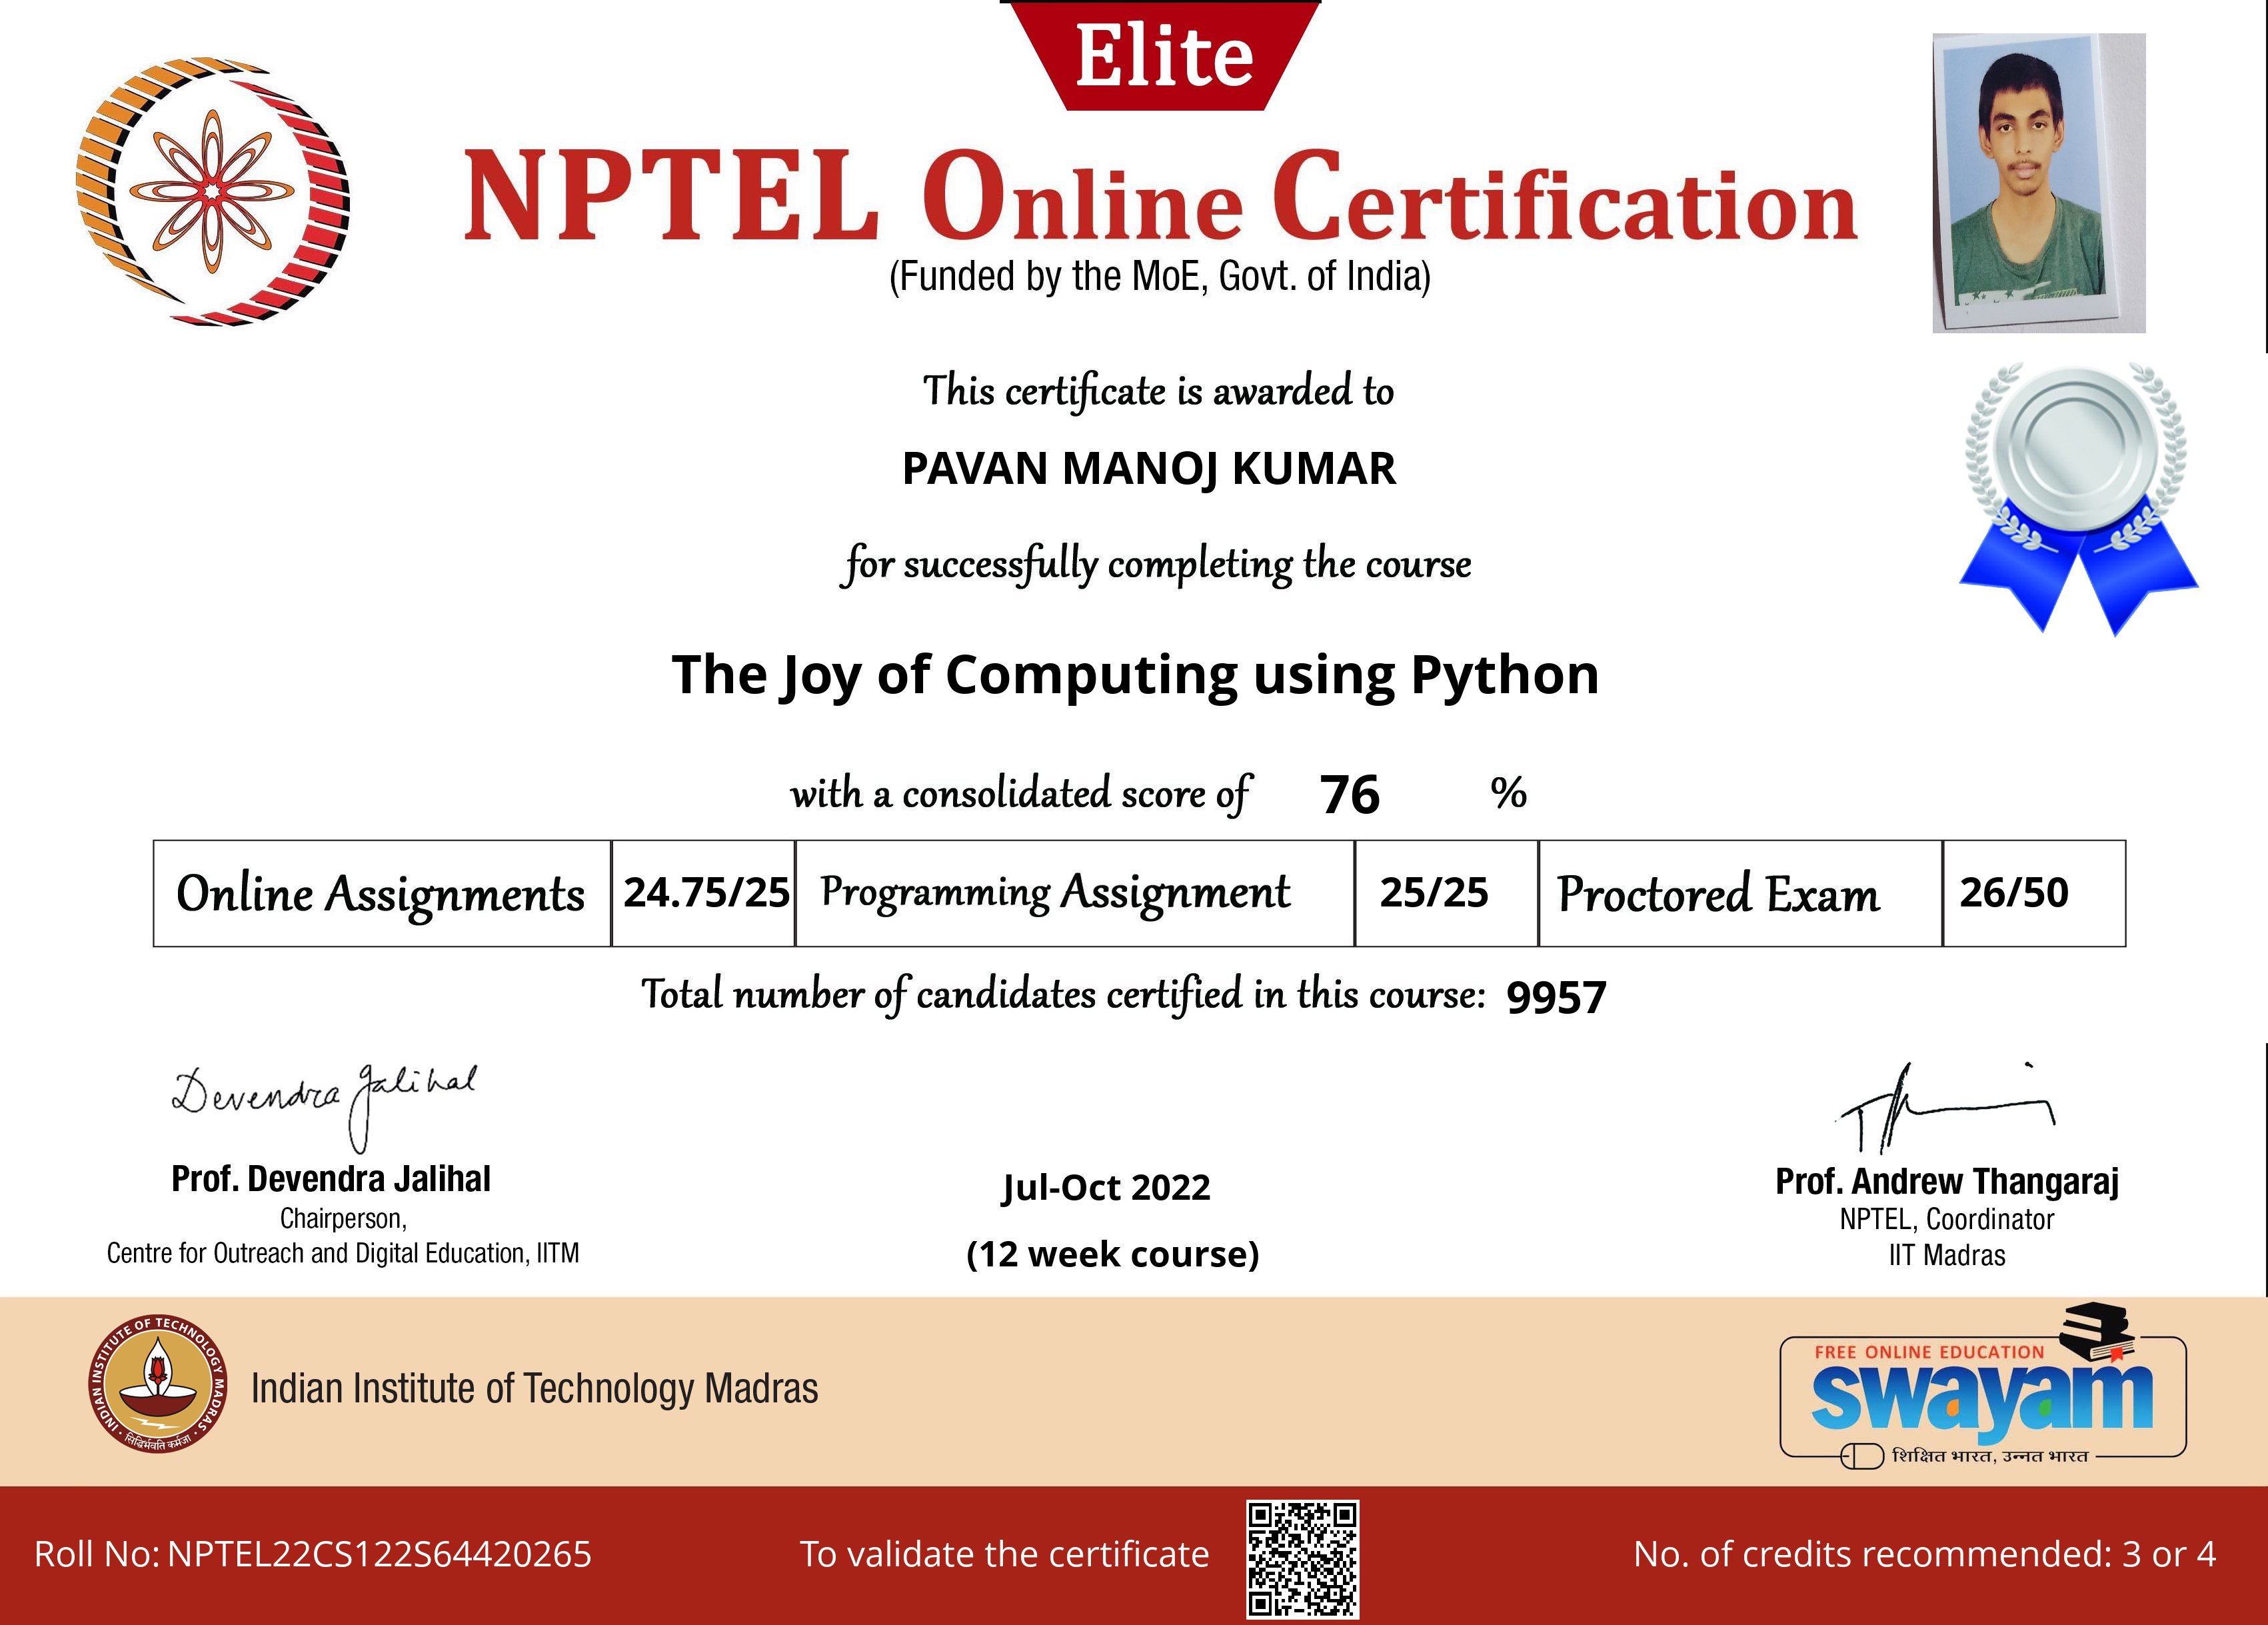 Elite
NPTEL Online Certification
(Funded by the MoE, Govt. of India)
This certificate is awarded to
PAVAN MANOJ KUMAR
for successfully completing the course
The Joy of Computing using Python
with a consolidated score of 76 %
Online Assignments 24.75/25 Programming Assignment 25/25 Proctored Exam 26/50
Total number of candidates certified in this course: 9957
Devendra Jalihal
Prof. Devendra Jalihal
Chairperson,
Centre for Outreach and Digital Education, IITM
Jul-Oct 2022
(12 week course)
Prof. Andrew Thangaraj
NPTEL, Coordinator
IIT Madras
INDIAN INSTITUTE OF TECHNOLOGY MADRAS
सिद्धिर्भवति कर्मजा
Indian Institute of Technology Madras
FREE ONLINE EDUCATION
swayam
शिक्षित भारत, उन्नत भारत
Roll No: NPTEL22CS122S64420265
To validate the certificate
No. of credits recommended: 3 or 4